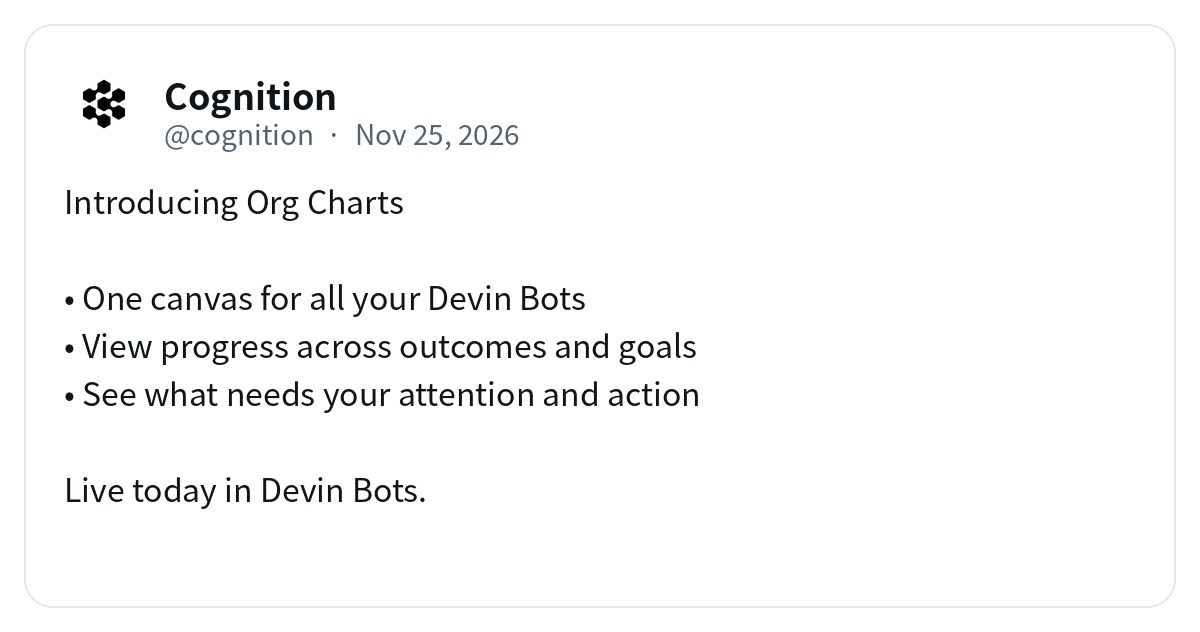 Cognition
@cognition · Nov 25, 2026
Introducing Org Charts
• One canvas for all your Devin Bots
• View progress across outcomes and goals
• See what needs your attention and action
Live today in Devin Bots.